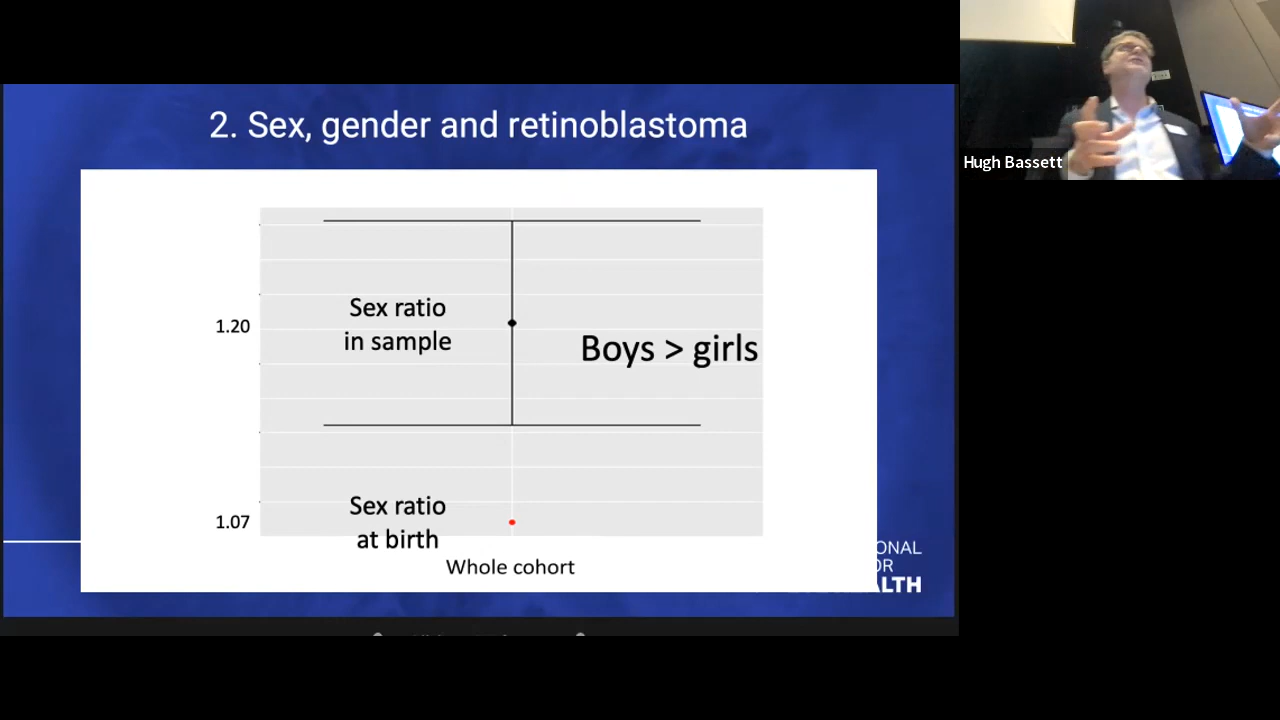 2. Sex, gender and retinoblastoma
Hugh Bassett
Sex ratio
in sample
1.20
Boys > girls
Sex ratio
at birth
1.07
Whole cohort
ONAL
OR
ALTH